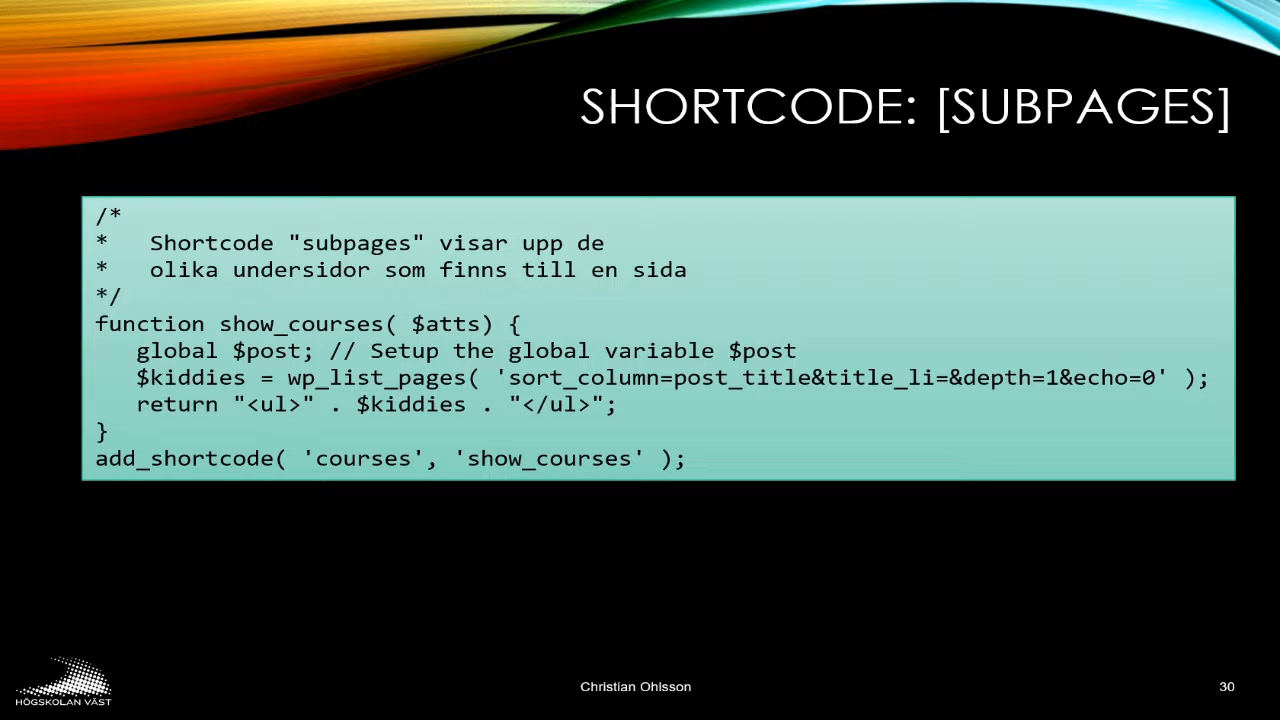 SHORTCODE: [SUBPAGES]
/*
*   Shortcode "subpages" visar upp de
*   olika undersidor som finns till en sida
*/
function show_courses( $atts) {
   global $post; // Setup the global variable $post
   $kiddies = wp_list_pages( 'sort_column=post_title&title_li=&depth=1&echo=0' );
   return "<ul>" . $kiddies . "</ul>";
}
add_shortcode( 'courses', 'show_courses' );
HÖGSKOLAN VÄST
Christian Ohlsson
30